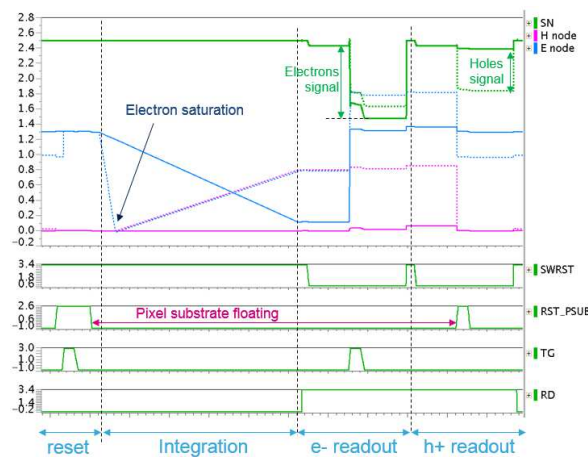 2.8
2.6
2.4
2.2
2.0
1.8
1.6
1.4
1.2
1.0
0.8
0.6
0.4
0.2
0.0
−0.2
SN
H node
E node
Electrons
signal
Holes
signal
Electron saturation
3.4
1.8
0.6
SWRST
2.6
1.0
−1.0
RST_PSUB
Pixel substrate floating
3.0
1.0
−1.0
TG
3.4
1.8
−0.2
RD
reset
Integration
e- readout
h+ readout